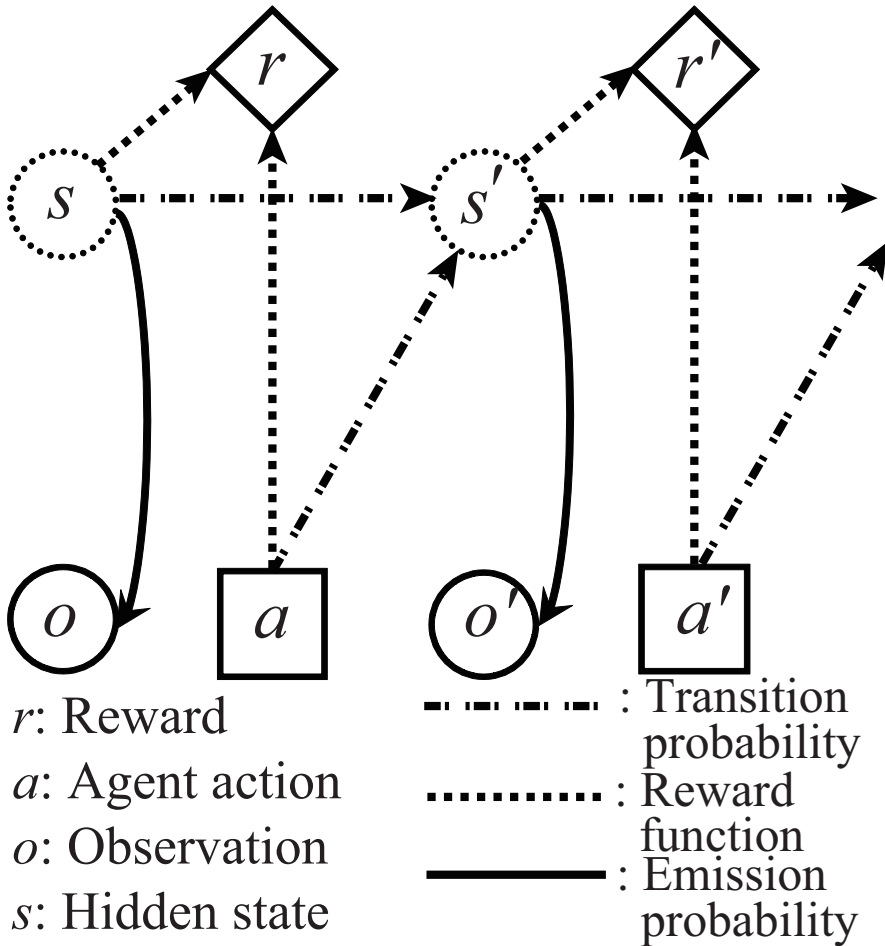 r
r'
s
s'
o
a
o'
a'
r: Reward
a: Agent action
o: Observation
s: Hidden state
: Transition
probability
: Reward
function
: Emission
probability